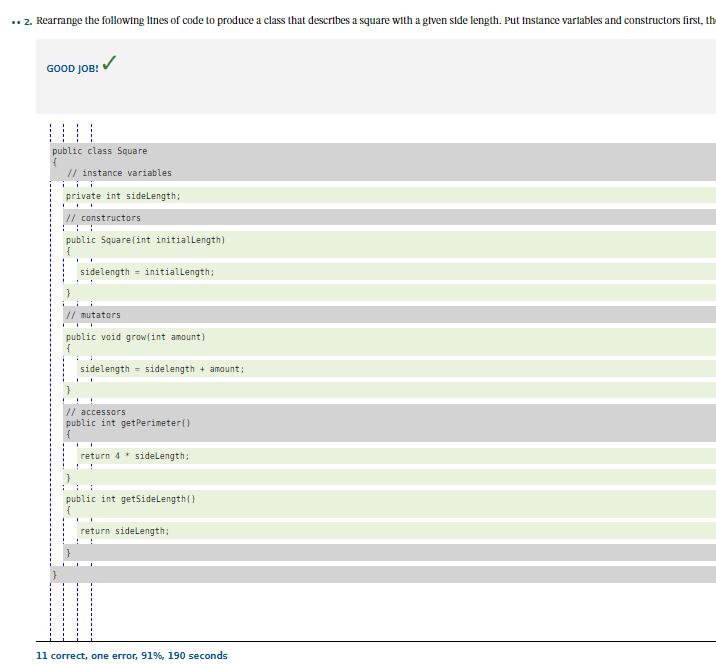 •• 2. Rearrange the following lines of code to produce a class that describes a square with a given side length. Put instance variables and constructors first, th
GOOD JOB! ✓
public class Square
{
// instance variables
private int sideLength;
// constructors
public Square(int initialLength)
{
sidelength = initialLength;
}
// mutators
public void grow(int amount)
{
sidelength = sidelength + amount;
}
// accessors
public int getPerimeter()
{
return 4 * sideLength;
}
public int getSideLength()
{
return sideLength;
}
}
11 correct, one error, 91%, 190 seconds